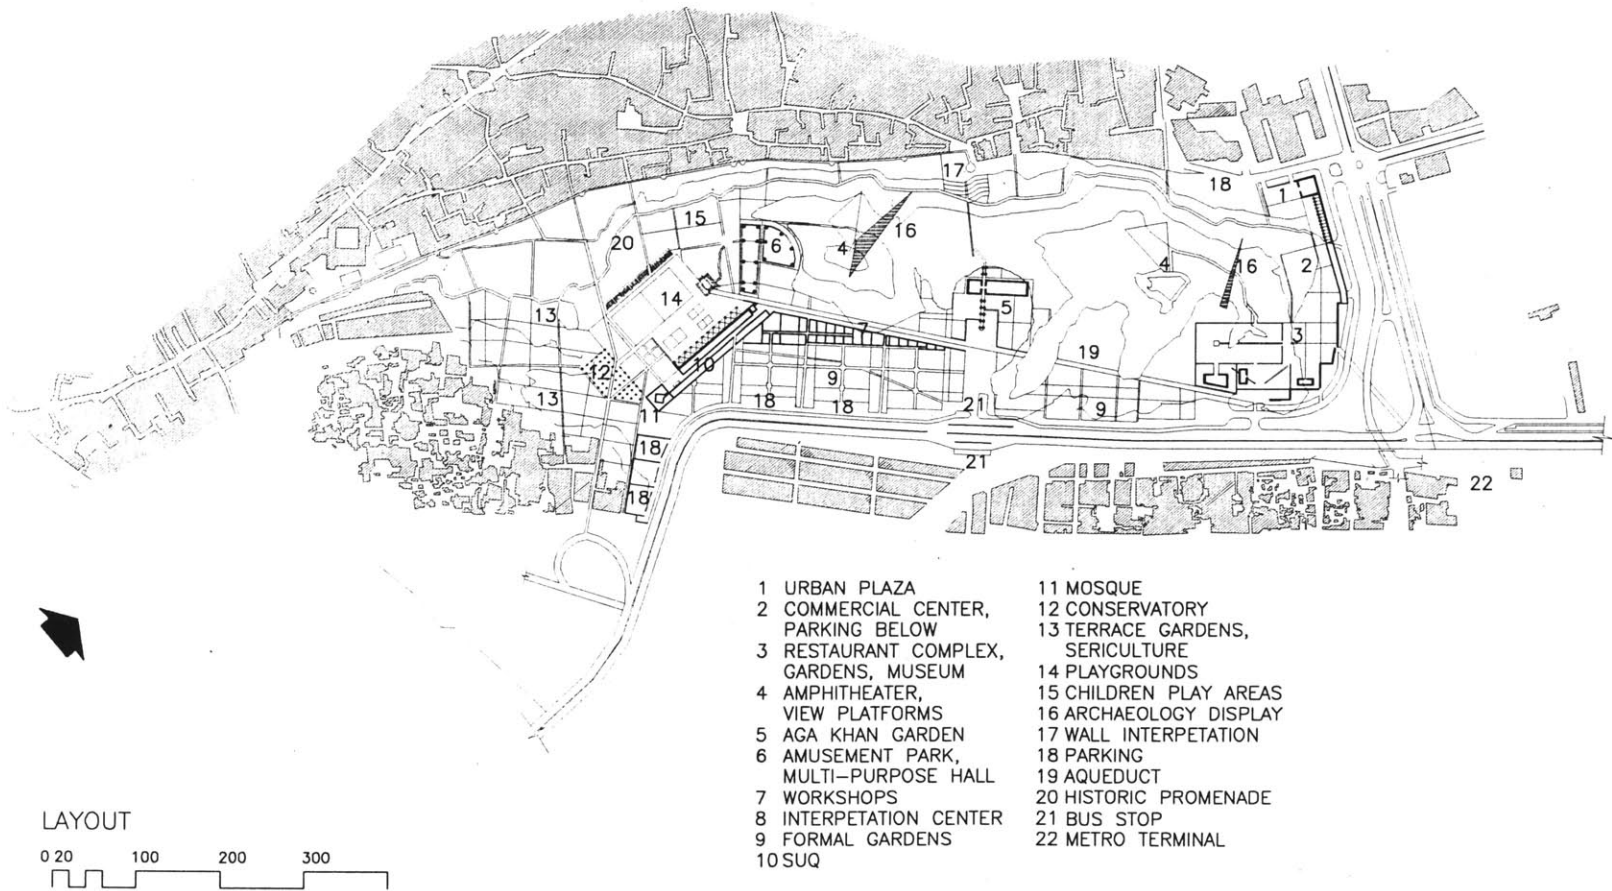 17
18
1
15
20
6
4
16
4
16
2
14
13
5
7
3
19
10
12
9
13
18
18
21
9
11
18
21
18
22
1 URBAN PLAZA
2 COMMERCIAL CENTER,
PARKING BELOW
3 RESTAURANT COMPLEX,
GARDENS, MUSEUM
4 AMPHITHEATER,
VIEW PLATFORMS
5 AGA KHAN GARDEN
6 AMUSEMENT PARK,
MULTI-PURPOSE HALL
7 WORKSHOPS
8 INTERPETATION CENTER
9 FORMAL GARDENS
10 SUQ
11 MOSQUE
12 CONSERVATORY
13 TERRACE GARDENS,
SERICULTURE
14 PLAYGROUNDS
15 CHILDREN PLAY AREAS
16 ARCHAEOLOGY DISPLAY
17 WALL INTERPETATION
18 PARKING
19 AQUEDUCT
20 HISTORIC PROMENADE
21 BUS STOP
22 METRO TERMINAL
LAYOUT
0 20 100 200 300